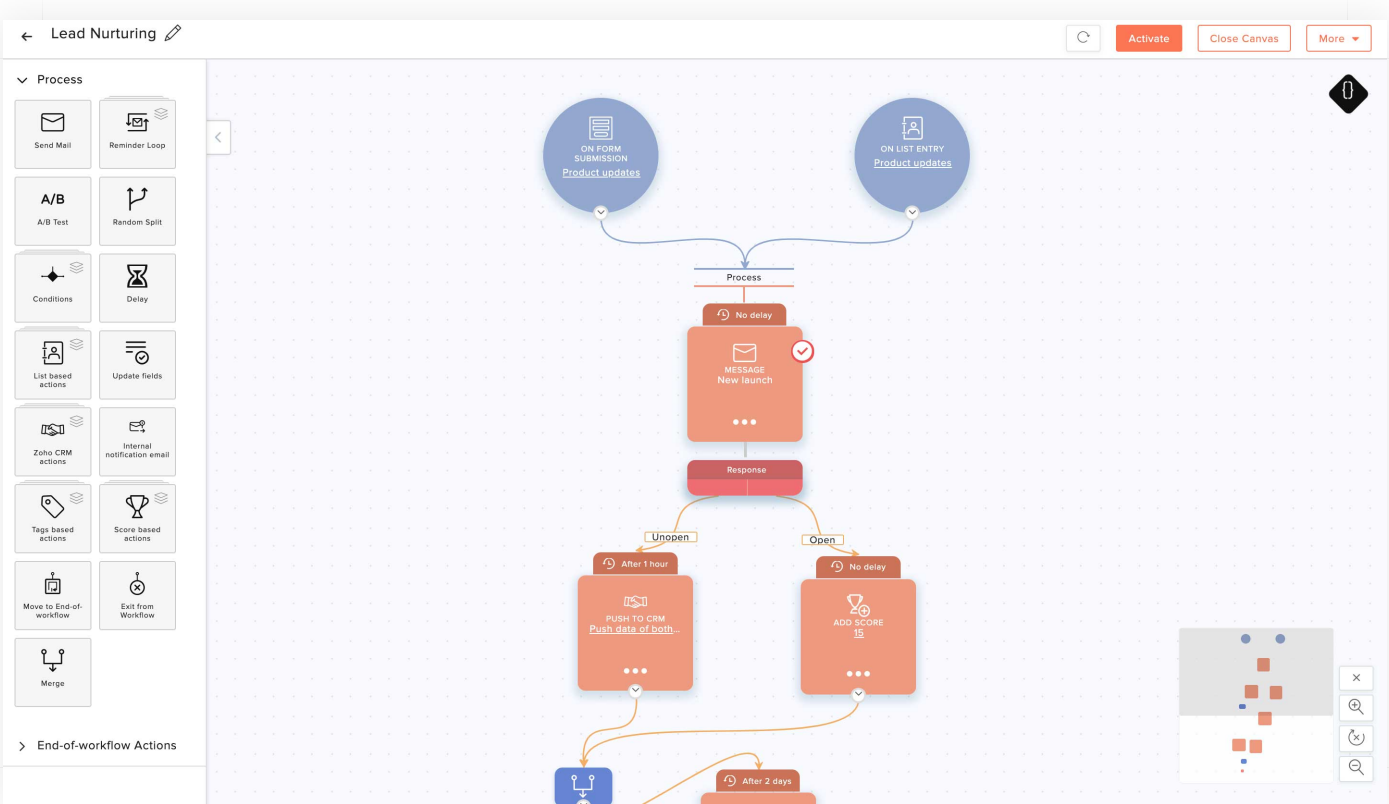 Lead Nurturing
Activate
Close Canvas
More
Process
Send Mail
Reminder Loop
A/B
A/B Test
Random Split
Conditions
Delay
List based
actions
Update fields
Zoho CRM
actions
Internal
notification email
Tags based
actions
Score based
actions
Move to End-of-
workflow
Exit from
Workflow
Merge
End-of-workflow Actions
{}
ON FORM
SUBMISSION
Product updates
ON LIST ENTRY
Product updates
Process
No delay
MESSAGE
New launch
Response
Unopen
Open
After 1 hour
PUSH TO CRM
Push data of both...
No delay
ADD SCORE
15
After 2 days